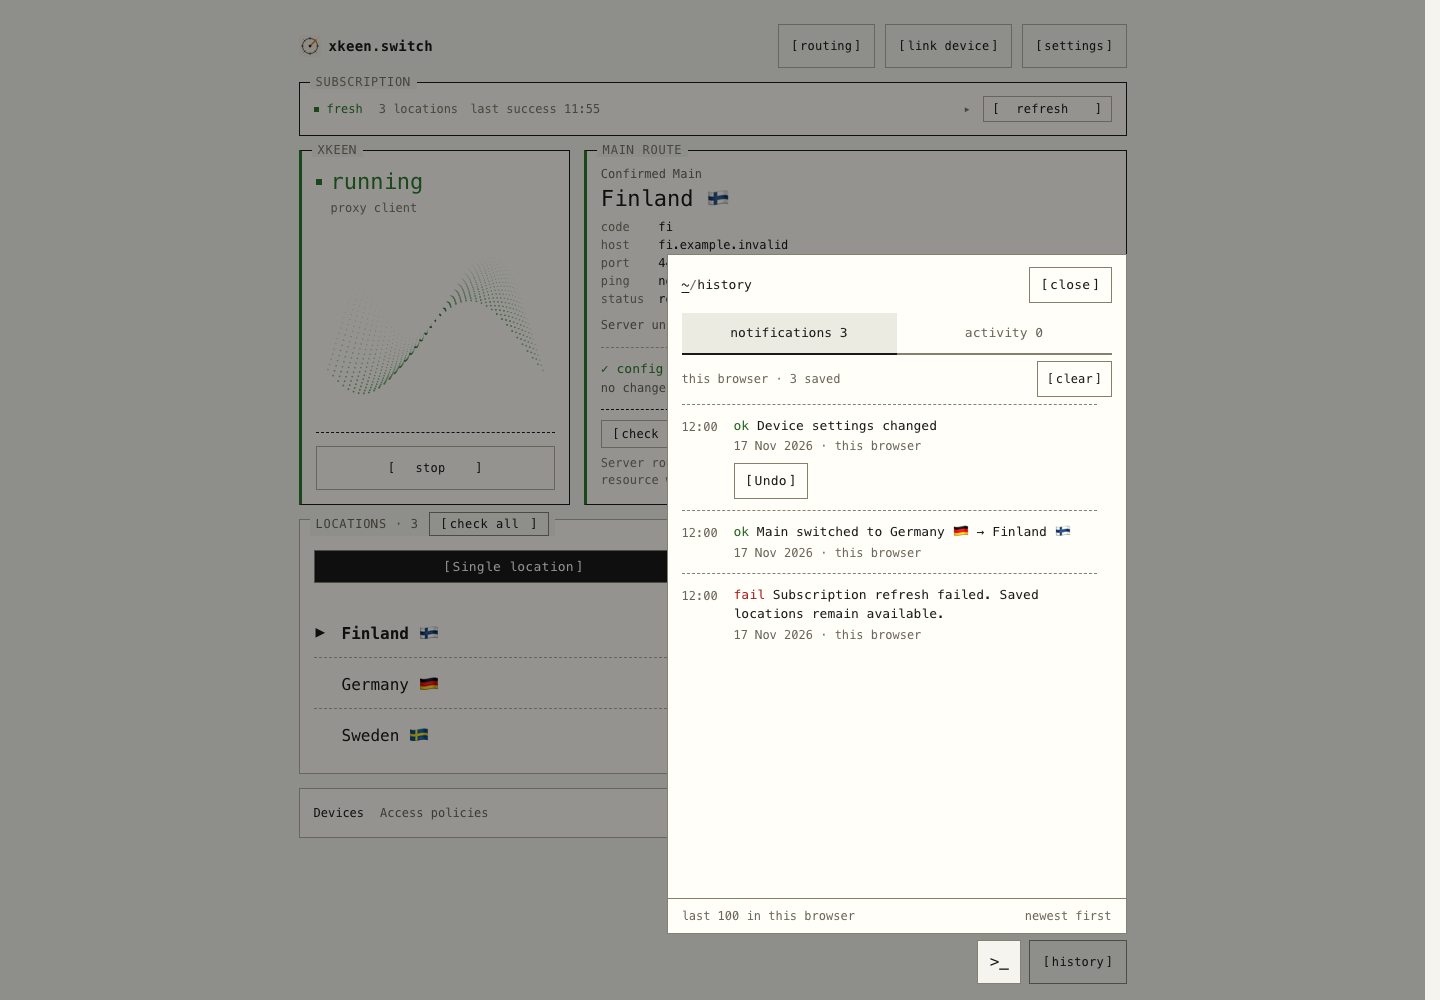 xkeen.switch
[routing] [link device] [settings]
SUBSCRIPTION
fresh 3 locations last success 11:55
[ refresh ]
XKEEN
running
proxy client
[ stop ]
MAIN ROUTE
Confirmed Main
Finland
code fi
host fi.example.invalid
port
ping
status
Server
✓ config
no change
[check
Server
resource
LOCATIONS · 3 [check all ]
[Single location]
▶ Finland
Germany
Sweden
Devices Access policies
~/history
[close]
notifications 3
activity 0
this browser · 3 saved
[clear]
12:00 ok Device settings changed
17 Nov 2026 · this browser
[Undo]
12:00 ok Main switched to Germany → Finland
17 Nov 2026 · this browser
12:00 fail Subscription refresh failed. Saved
locations remain available.
17 Nov 2026 · this browser
last 100 in this browser
newest first
>_
[history]